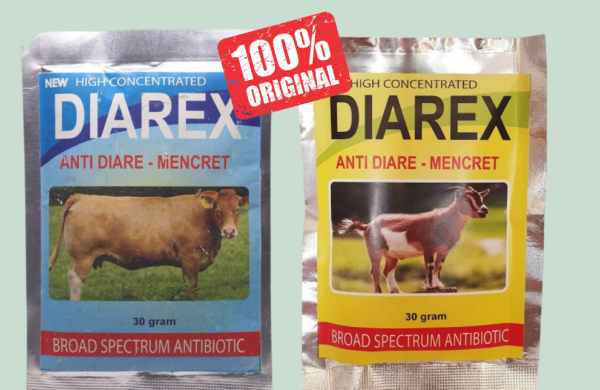 100%
ORIGINAL
NEW HIGH CONCENTRATED
DIAREX
ANTI DIARE - MENCRET
30 gram
BROAD SPECTRUM ANTIBIOTIC
HIGH CONCENTRATED
DIAREX
ANTI DIARE - MENCRET
30 gram
BROAD SPECTRUM ANTIBIOTIC